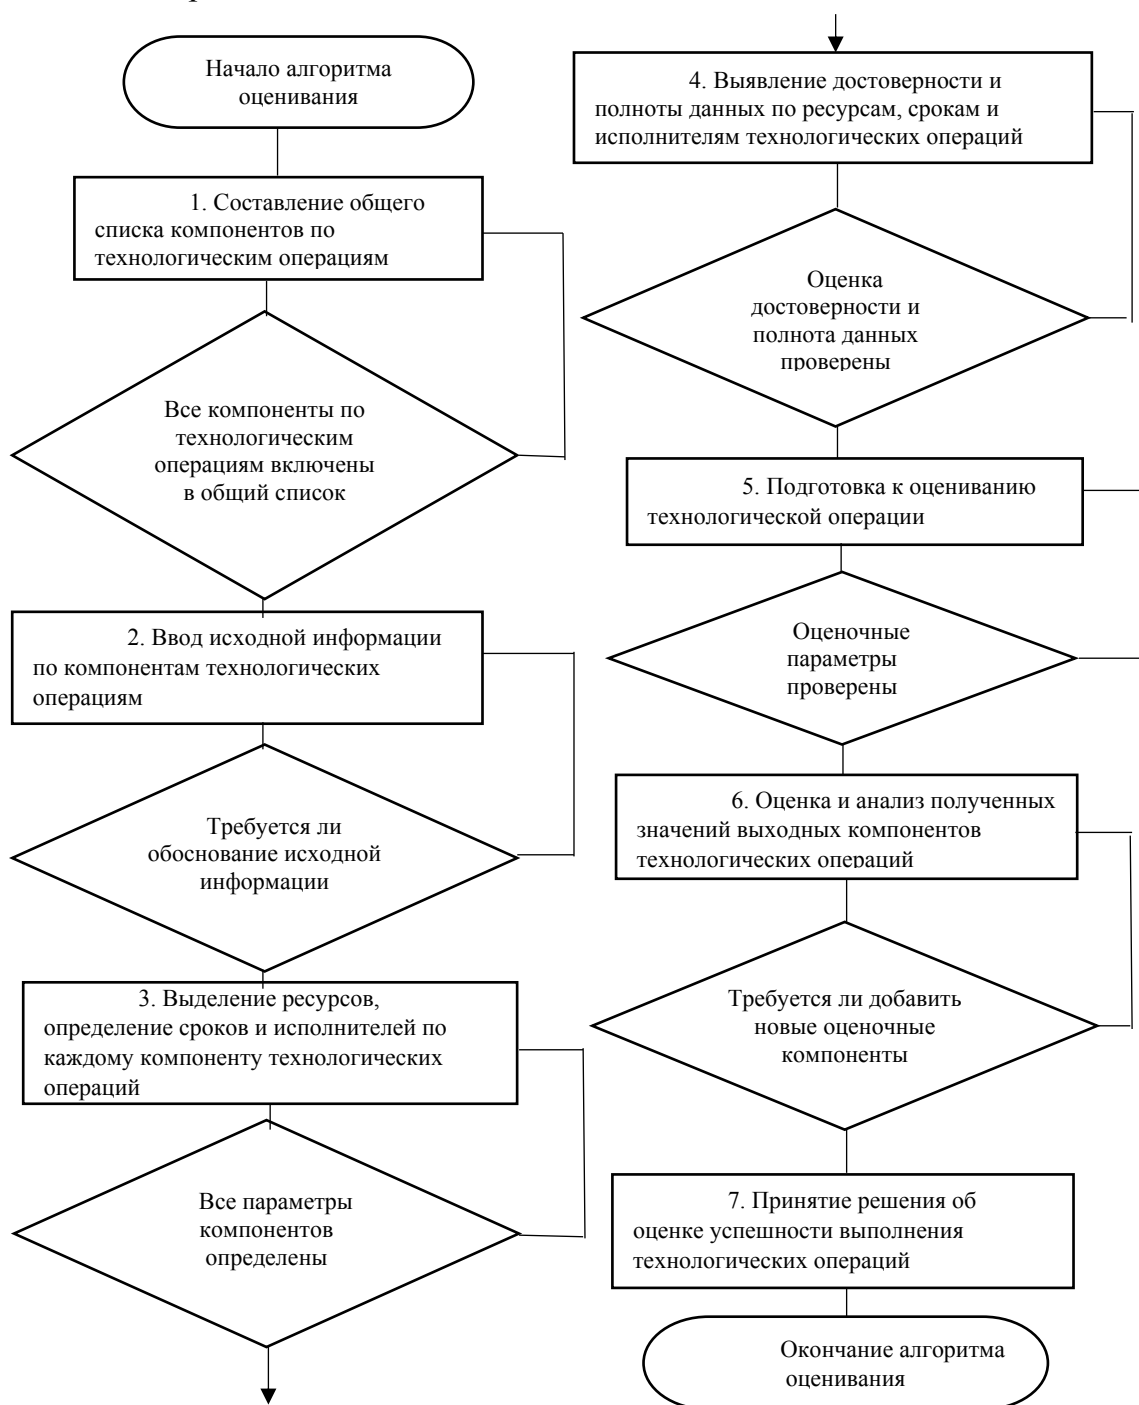 Начало алгоритма
оценивания
1. Составление общего
списка компонентов по
технологическим операциям
Все компоненты по
технологическим
операциям включены
в общий список
2. Ввод исходной информации
по компонентам технологических
операциям
Требуется ли
обоснование исходной
информации
3. Выделение ресурсов,
определение сроков и исполнителей по
каждому компоненту технологических
операций
Все параметры
компонентов
определены
4. Выявление достоверности и
полноты данных по ресурсам, срокам и
исполнителям технологических операций
Оценка
достоверности и
полнота данных
проверены
5. Подготовка к оцениванию
технологической операции
Оценочные
параметры
проверены
6. Оценка и анализ полученных
значений выходных компонентов
технологических операций
Требуется ли добавить
новые оценочные
компоненты
7. Принятие решения об
оценке успешности выполнения
технологических операций
Окончание алгоритма
оценивания